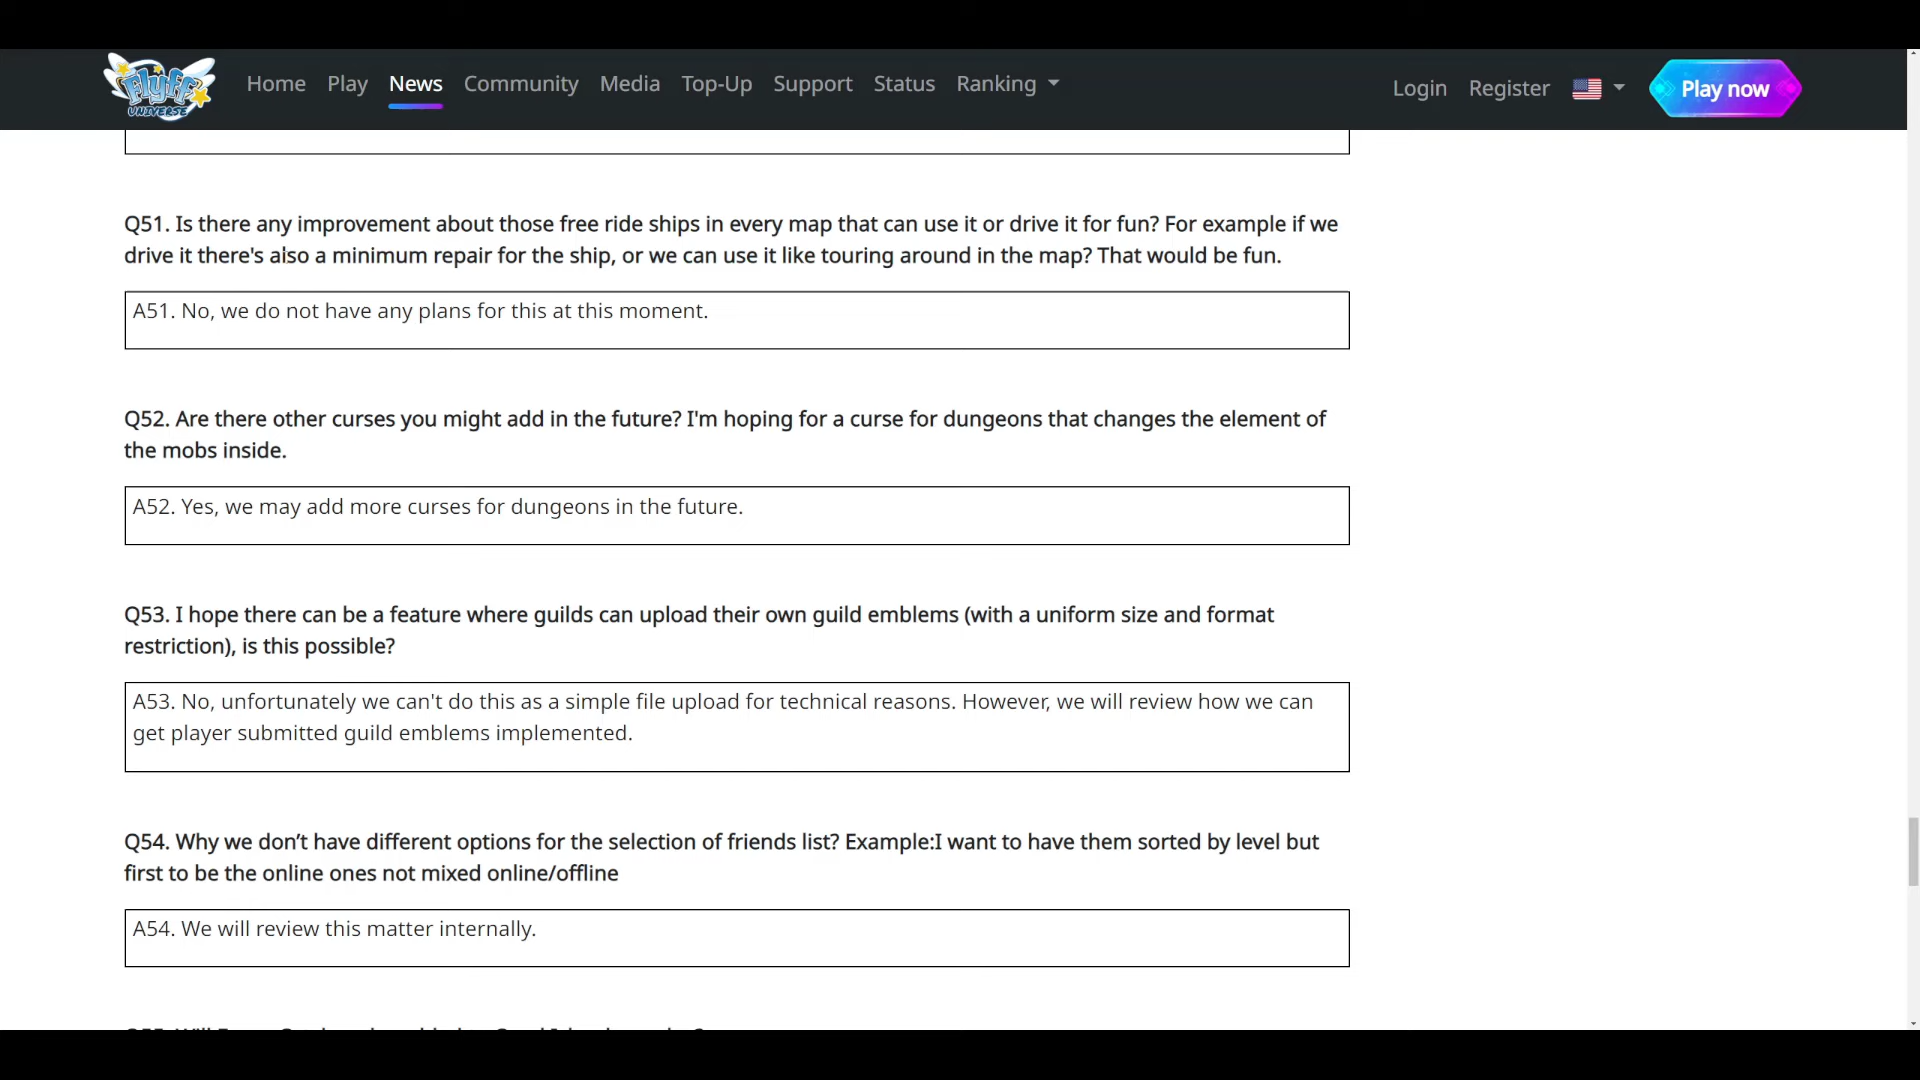 Flyff
UNIVERSE
Home Play News Community Media Top-Up Support Status Ranking Login Register Play now
Q51. Is there any improvement about those free ride ships in every map that can use it or drive it for fun? For example if we
drive it there's also a minimum repair for the ship, or we can use it like touring around in the map? That would be fun.
A51. No, we do not have any plans for this at this moment.
Q52. Are there other curses you might add in the future? I'm hoping for a curse for dungeons that changes the element of
the mobs inside.
A52. Yes, we may add more curses for dungeons in the future.
Q53. I hope there can be a feature where guilds can upload their own guild emblems (with a uniform size and format
restriction), is this possible?
A53. No, unfortunately we can't do this as a simple file upload for technical reasons. However, we will review how we can
get player submitted guild emblems implemented.
Q54. Why we don’t have different options for the selection of friends list? Example:I want to have them sorted by level but
first to be the online ones not mixed online/offline
A54. We will review this matter internally.